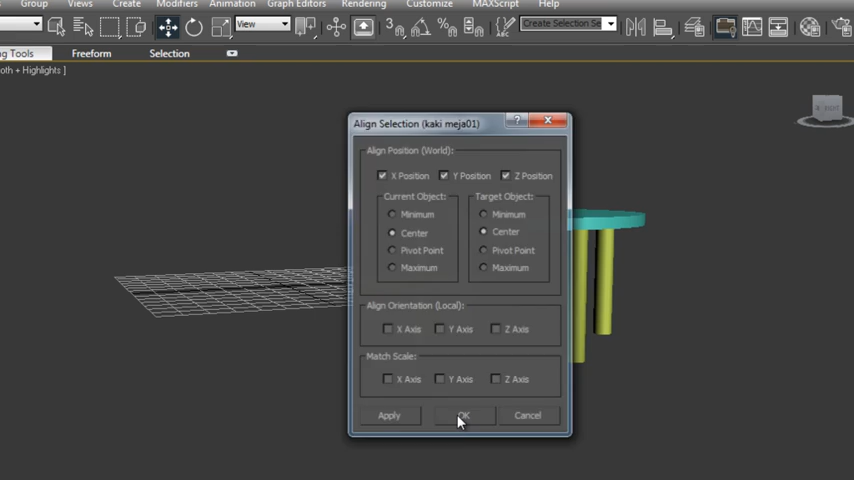 Group Views Create Modifiers Animation Graph Editors Rendering Customize MAXScript Help
View
3
Create Selection Se
ng Tools Freeform Selection
oth + Highlights ]
Align Selection (kaki meja01)
?
Align Position (World):
X Position Y Position Z Position
Current Object: Target Object:
Minimum Minimum
Center Center
Pivot Point Pivot Point
Maximum Maximum
Align Orientation (Local):
X Axis Y Axis Z Axis
Match Scale:
X Axis Y Axis Z Axis
Apply OK Cancel